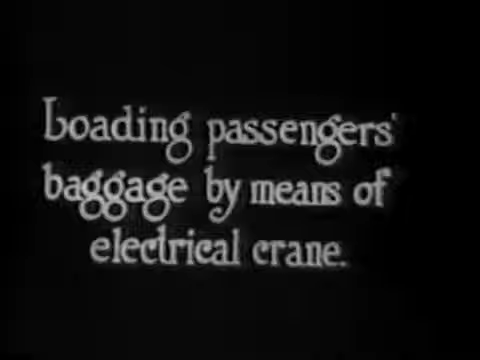 Loading passengers'
baggage by means of
electrical crane.